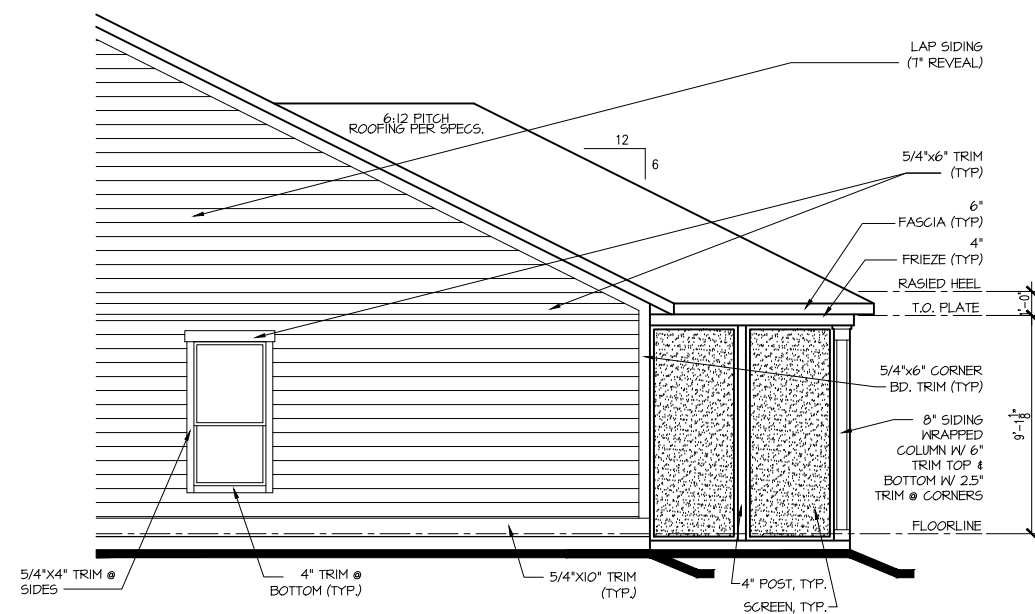 LAP SIDING
(7" REVEAL)
6:12 PITCH
ROOFING PER SPECS.
12
6
5/4"x6" TRIM
(TYP)
6"
FASCIA (TYP)
4"
FRIEZE (TYP)
RASIED HEEL
1'-0"
T.O. PLATE
5/4"x6" CORNER
BD. TRIM (TYP)
8" SIDING
WRAPPED
COLUMN W/ 6"
TRIM TOP &
BOTTOM W/ 2.5"
TRIM @ CORNERS
9'-1 1/8"
FLOORLINE
5/4"X4" TRIM @
SIDES
4" TRIM @
BOTTOM (TYP.)
5/4"X10" TRIM
(TYP.)
4" POST, TYP.
SCREEN, TYP.